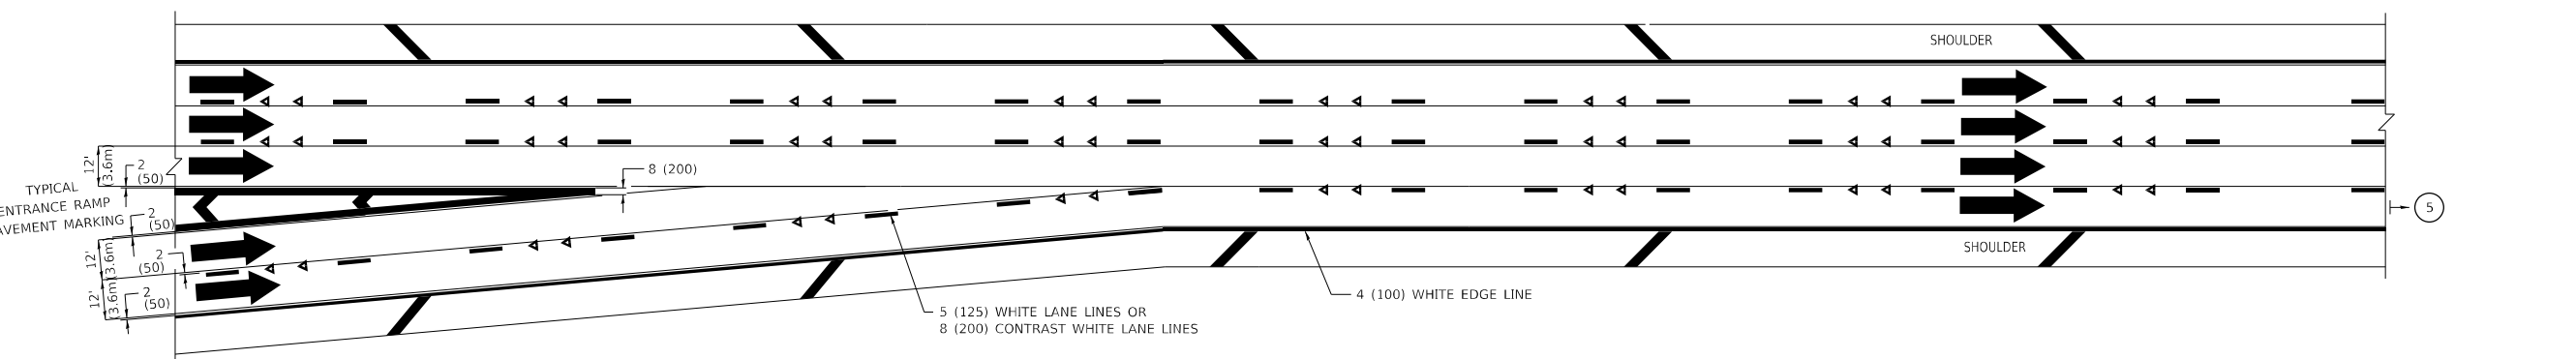 SHOULDER
12'
(3.6m)
2
(50)
8 (200)
TYPICAL
ENTRANCE RAMP
PAVEMENT MARKING
2
(50)
5
12'
(3.6m)
2
(50)
SHOULDER
12'
(3.6m)
2
(50)
4 (100) WHITE EDGE LINE
5 (125) WHITE LANE LINES OR
8 (200) CONTRAST WHITE LANE LINES